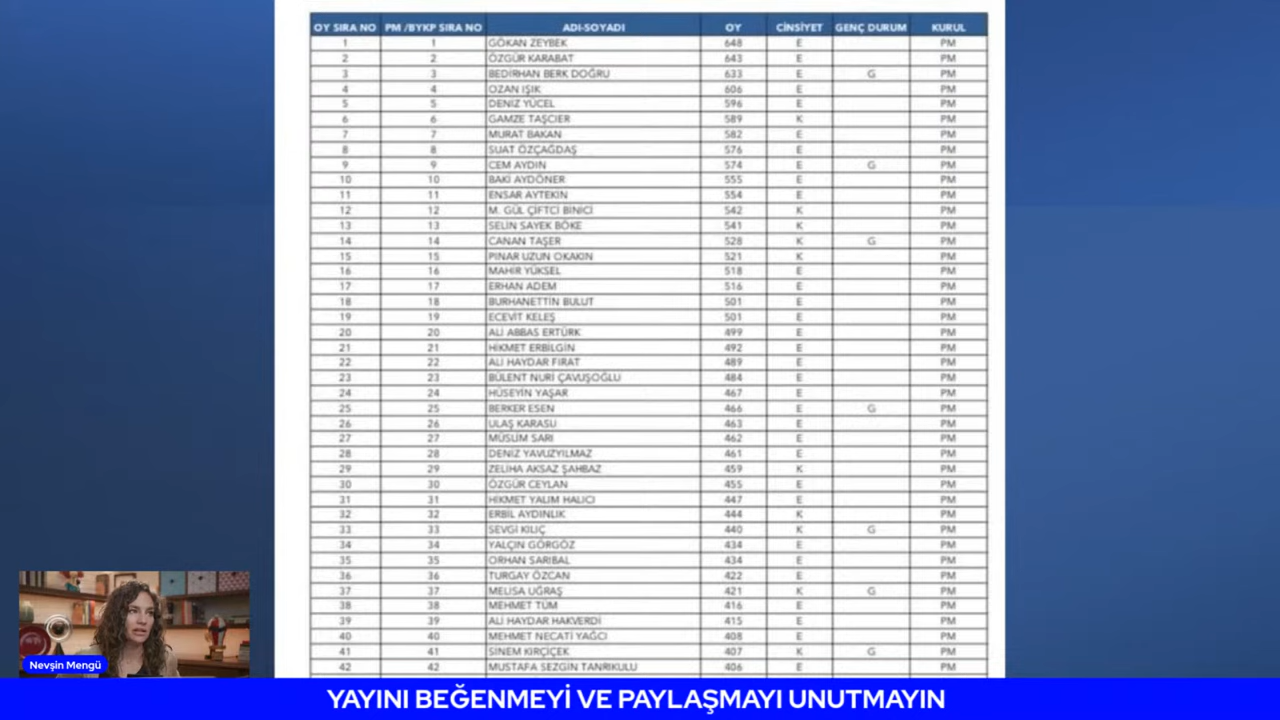 OY SIRA NO PM /BYKP SIRA NO ADI-SOYADI OY CİNSİYET GENÇ DURUM KURUL
1 1 GÖKAN ZEYBEK 648 E PM
2 2 ÖZGÜR KARABAT 643 E PM
3 3 BEDİRHAN BERK DOĞRU 633 E G PM
4 4 OZAN IŞIK 606 E PM
5 5 DENİZ YÜCEL 596 E PM
6 6 GAMZE TAŞCIER 589 K PM
7 7 MURAT BAKAN 582 E PM
8 8 SUAT ÖZÇAĞDAŞ 576 E PM
9 9 CEM AYDIN 574 E G PM
10 10 BAKİ AYDÖNER 555 E PM
11 11 ENSAR AYTEKİN 554 E PM
12 12 M. GÜL ÇİFTCİ BİNİCİ 542 K PM
13 13 SELİN SAYEK BÖKE 541 K PM
14 14 CANAN TAŞER 528 K G PM
15 15 PINAR UZUN OKAKIN 521 K PM
16 16 MAHİR YÜKSEL 518 E PM
17 17 ERHAN ADEM 516 E PM
18 18 BURHANETTİN BULUT 501 E PM
19 19 ECEVİT KELEŞ 501 E PM
20 20 ALİ ABBAS ERTÜRK 499 E PM
21 21 HİKMET ERBİLGİN 492 E PM
22 22 ALİ HAYDAR FIRAT 489 E PM
23 23 BÜLENT NURİ ÇAVUŞOĞLU 484 E PM
24 24 HÜSEYİN YAŞAR 467 E PM
25 25 BERKER ESEN 466 E G PM
26 26 ULAŞ KARASU 463 E PM
27 27 MÜSLİM SARI 462 E PM
28 28 DENİZ YAVUZYILMAZ 461 E PM
29 29 ZELİHA AKSAZ ŞAHBAZ 459 K PM
30 30 ÖZGÜR CEYLAN 455 E PM
31 31 HİKMET YALIM HALICI 447 E PM
32 32 ERBİL AYDINLIK 444 K PM
33 33 SEVGİ KILIÇ 440 K G PM
34 34 YALÇIN GÖRGÖZ 434 E PM
35 35 ORHAN SARIBAL 434 E PM
36 36 TURGAY ÖZCAN 422 E PM
37 37 MELİSA UĞRAŞ 421 K G PM
38 38 MEHMET TÜM 416 E PM
39 39 ALİ HAYDAR HAKVERDİ 415 E PM
40 40 MEHMET NECATİ YAĞCI 408 E PM
41 41 SİNEM KIRÇİÇEK 407 K G PM
42 42 MUSTAFA SEZGİN TANRIKULU 406 E PM
Nevşin Mengü
YAYINI BEĞENMEYİ VE PAYLAŞMAYI UNUTMAYIN